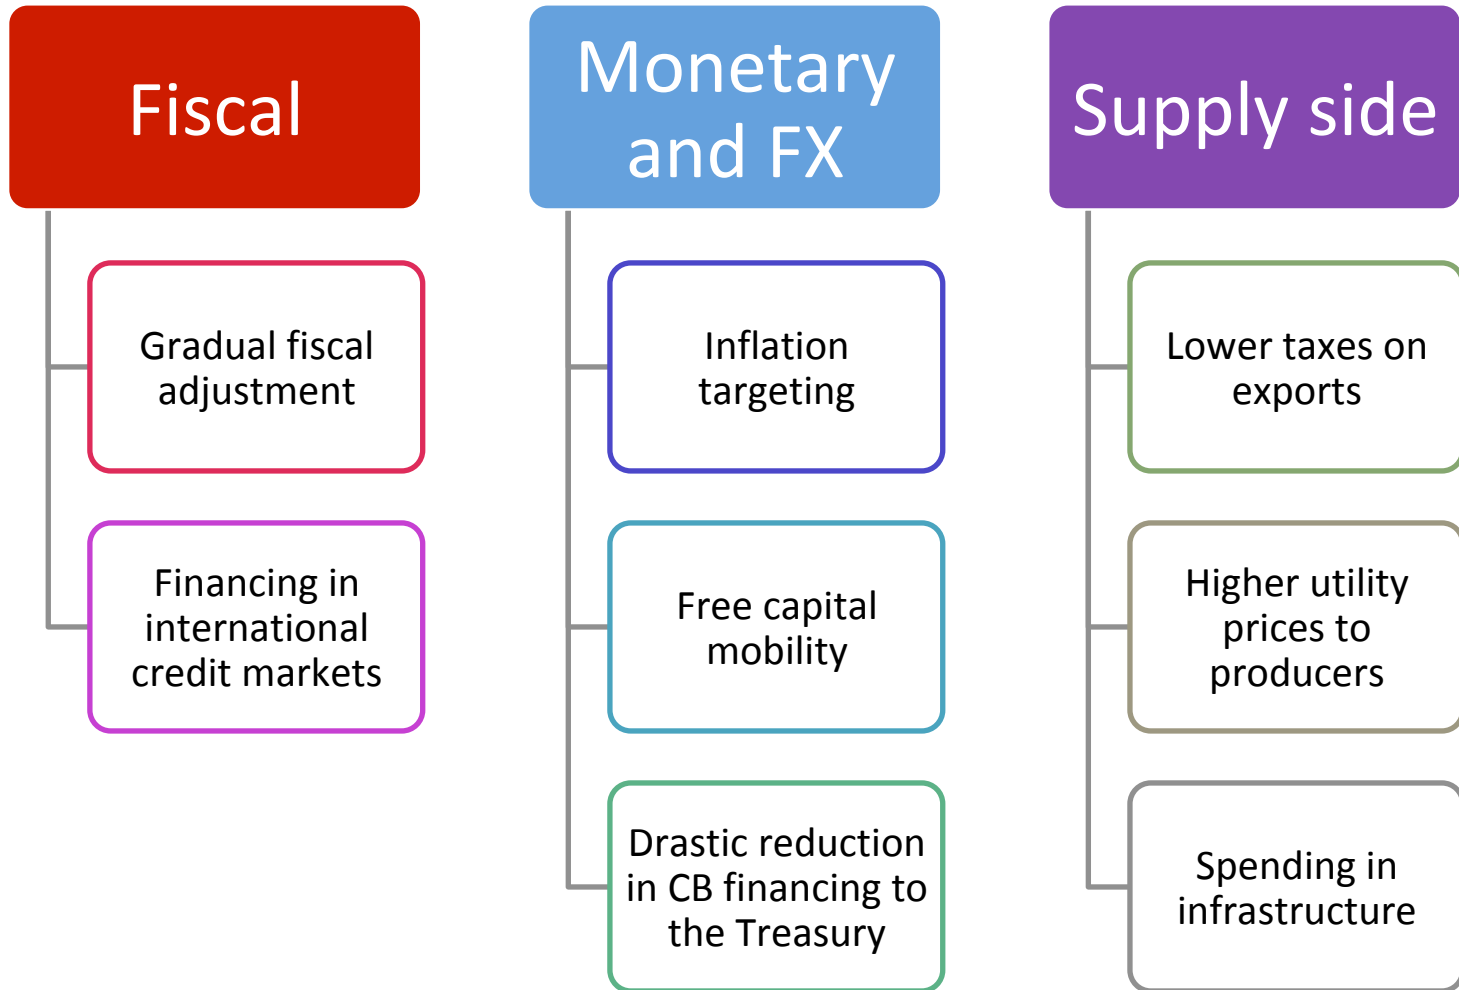 Fiscal
Gradual fiscal
adjustment
Financing in
international
credit markets
Monetary
and FX
Inflation
targeting
Free capital
mobility
Drastic reduction
in CB financing to
the Treasury
Supply side
Lower taxes on
exports
Higher utility
prices to
producers
Spending in
infrastructure